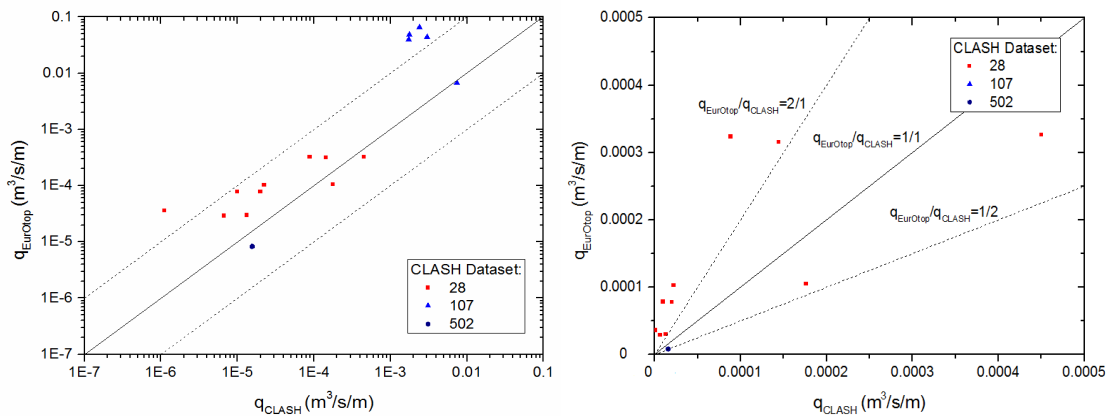 0.1
0.01
1E-3
1E-4
1E-5
1E-6
1E-7
q_EurOtop (m³/s/m)
CLASH Dataset:
28
107
502
1E-7 1E-6 1E-5 1E-4 1E-3 0.01 0.1
q_CLASH (m³/s/m)
0.0005
0.0004
0.0003
0.0002
0.0001
0
q_EurOtop (m³/s/m)
CLASH Dataset:
28
107
502
q_EurOtop/q_CLASH=2/1
q_EurOtop/q_CLASH=1/1
q_EurOtop/q_CLASH=1/2
0 0.0001 0.0002 0.0003 0.0004 0.0005
q_CLASH (m³/s/m)